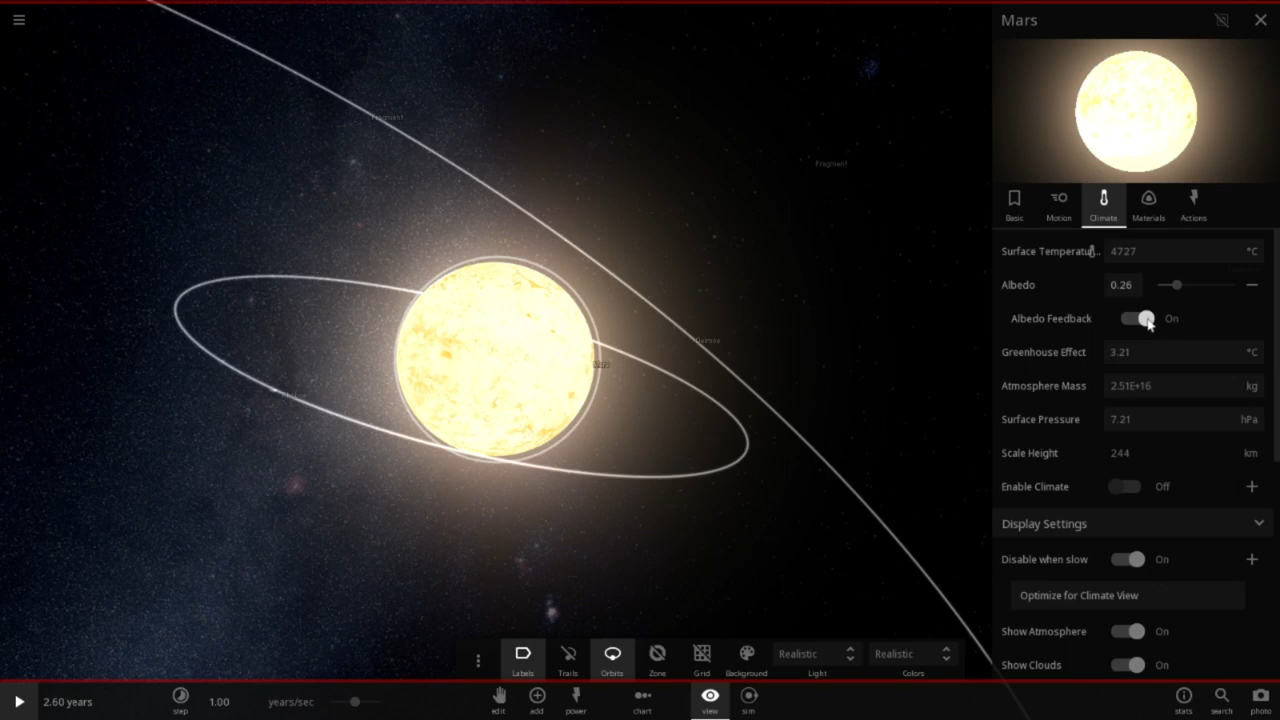 Mars
Fragment
Fragment
Basic
Motion
Climate
Materials
Actions
Surface Temperatu... 4727 °C
Albedo 0.26
Albedo Feedback On
Greenhouse Effect 3.21 °C
Atmosphere Mass 2.51E+16 kg
Surface Pressure 7.21 hPa
Scale Height 244 km
Enable Climate Off
Display Settings
Disable when slow On
Optimize for Climate View
Show Atmosphere On
Show Clouds On
Mars
Labels
Trails
Orbits
Zone
Grid
Background
Realistic
Light
Realistic
Colors
2.60 years
step
1.00 years/sec
edit
add
power
chart
view
sim
stats
search
photo